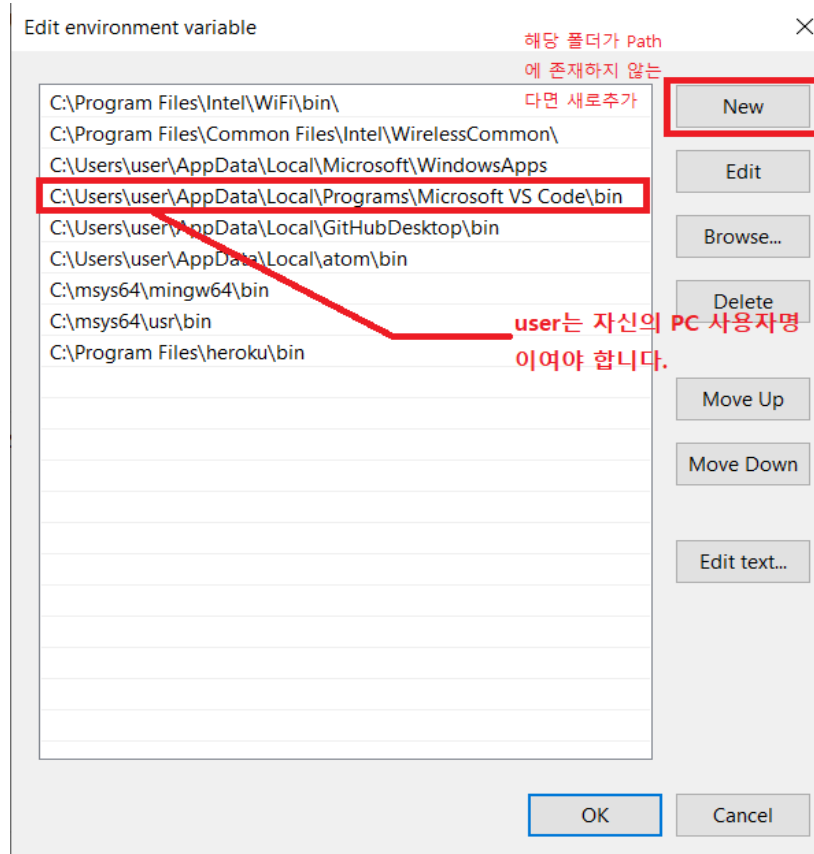 Edit environment variable
해당 폴더가 Path
에 존재하지 않는
다면 새로추가
C:\Program Files\Intel\WiFi\bin\
C:\Program Files\Common Files\Intel\WirelessCommon\
C:\Users\user\AppData\Local\Microsoft\WindowsApps
C:\Users\user\AppData\Local\Programs\Microsoft VS Code\bin
C:\Users\user\AppData\Local\GitHubDesktop\bin
C:\Users\user\AppData\Local\atom\bin
C:\msys64\mingw64\bin
C:\msys64\usr\bin
C:\Program Files\heroku\bin
user는 자신의 PC 사용자명
이여야 합니다.
New
Edit
Browse...
Delete
Move Up
Move Down
Edit text...
OK
Cancel